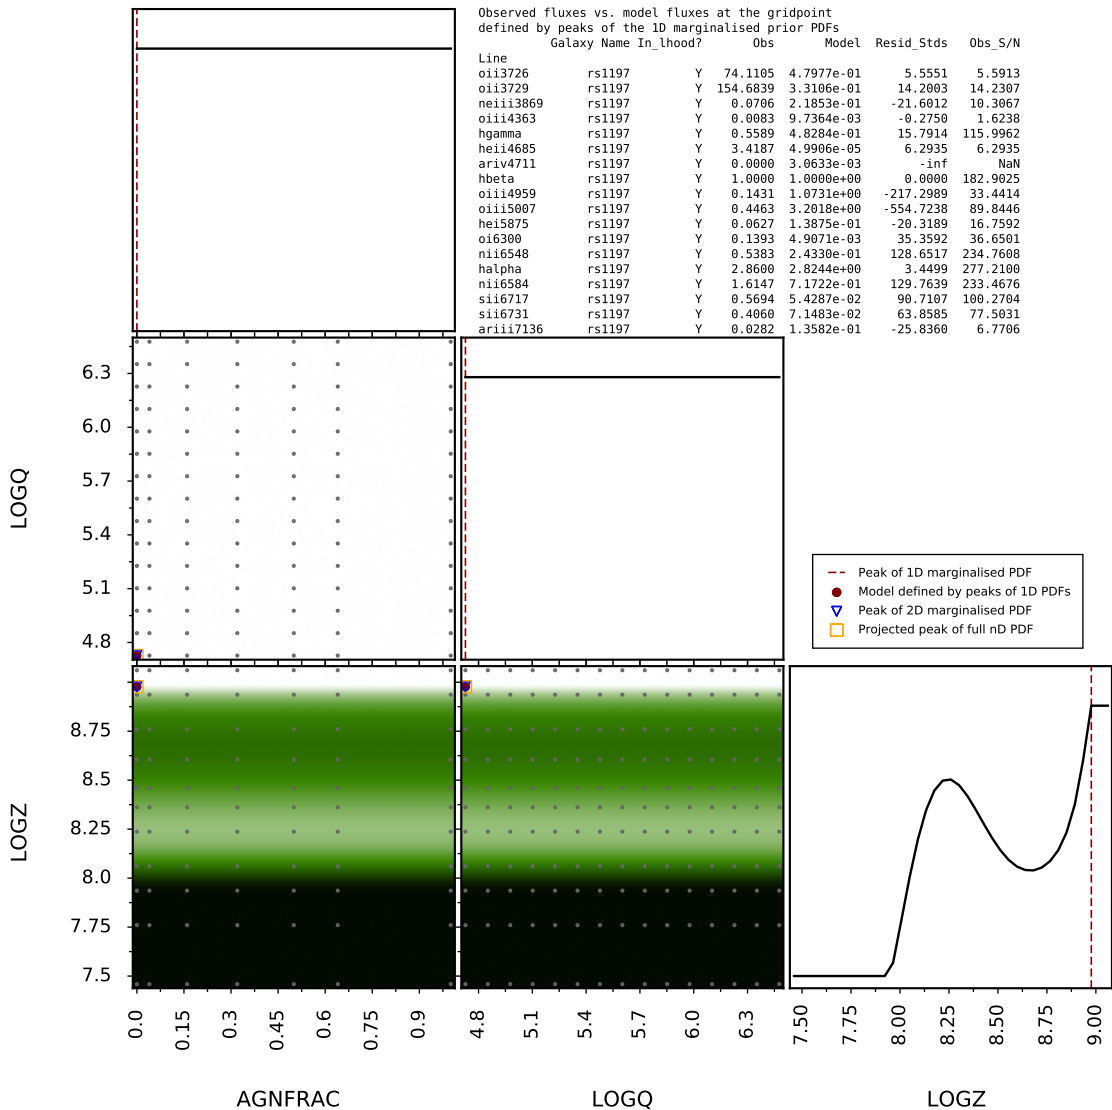 Observed fluxes vs. model fluxes at the gridpoint
defined by peaks of the 1D marginalised prior PDFs
Galaxy Name In_lhood? Obs Model Resid_Stds Obs_S/N
Line
oii3726 rs1197 Y 74.1105 4.7977e-01 5.5551 5.5913
oii3729 rs1197 Y 154.6839 3.3106e-01 14.2003 14.2307
neiii3869 rs1197 Y 0.0706 2.1853e-01 -21.6012 10.3067
oiii4363 rs1197 Y 0.0083 9.7364e-03 -0.2750 1.6238
hgamma rs1197 Y 0.5589 4.8284e-01 15.7914 115.9962
heii4685 rs1197 Y 3.4187 4.9906e-05 6.2935 6.2935
ariv4711 rs1197 Y 0.0000 3.0633e-03 -inf NaN
hbeta rs1197 Y 1.0000 1.0000e+00 0.0000 182.9025
oiii4959 rs1197 Y 0.1431 1.0731e+00 -217.2989 33.4414
oiii5007 rs1197 Y 0.4463 3.2018e+00 -554.7238 89.8446
hei5875 rs1197 Y 0.0627 1.3875e-01 -20.3189 16.7592
oi6300 rs1197 Y 0.1393 4.9071e-03 35.3592 36.6501
nii6548 rs1197 Y 0.5383 2.4330e-01 128.6517 234.7608
halpha rs1197 Y 2.8600 2.8244e+00 3.4499 277.2100
nii6584 rs1197 Y 1.6147 7.1722e-01 129.7639 233.4676
sii6717 rs1197 Y 0.5694 5.4287e-02 90.7107 100.2704
sii6731 rs1197 Y 0.4060 7.1483e-02 63.8585 77.5031
ariii7136 rs1197 Y 0.0282 1.3582e-01 -25.8360 6.7706
6.3
6.0
5.7
5.4
5.1
4.8
LOGQ
Peak of 1D marginalised PDF
Model defined by peaks of 1D PDFs
Peak of 2D marginalised PDF
Projected peak of full nD PDF
8.75
8.5
8.25
8.0
7.75
7.5
LOGZ
0.0 0.15 0.3 0.45 0.6 0.75 0.9
4.8 5.1 5.4 5.7 6.0 6.3
7.50 7.75 8.00 8.25 8.50 8.75 9.00
AGNFRAC LOGQ LOGZ